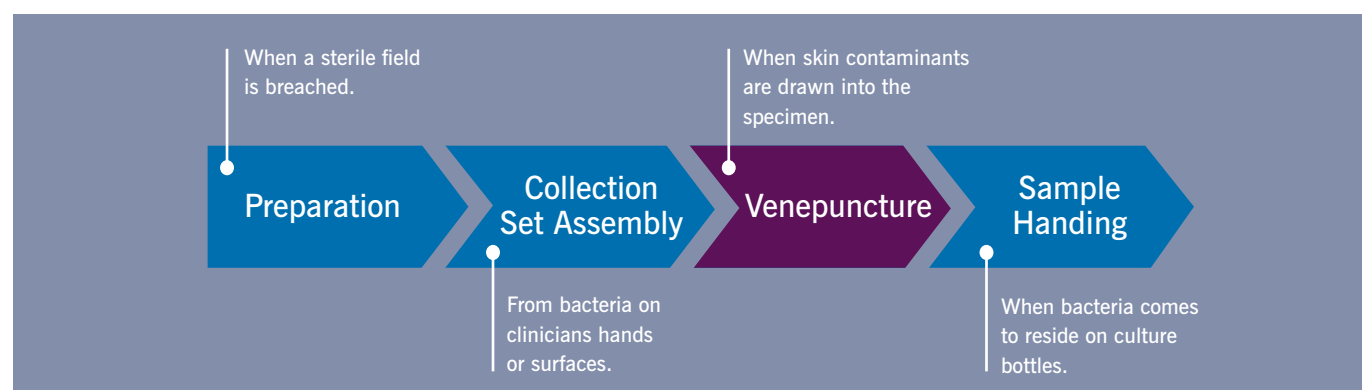 When a sterile field
is breached.
When skin contaminants
are drawn into the
specimen.
Preparation
Collection
Set Assembly
Venepuncture
Sample
Handing
From bacteria on
clinicians hands
or surfaces.
When bacteria comes
to reside on culture
bottles.